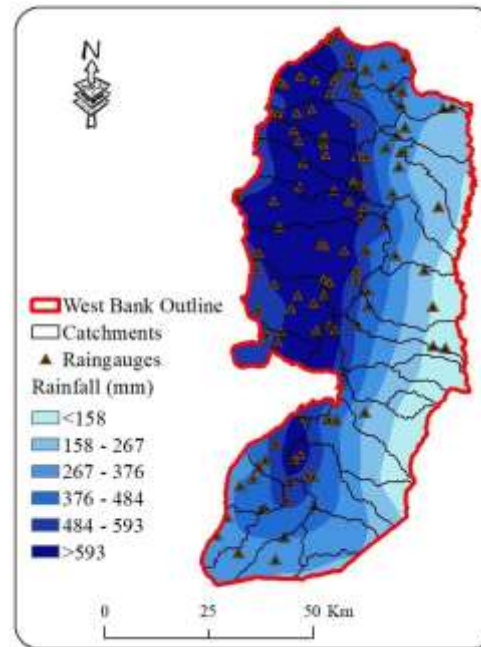 N
West Bank Outline
Catchments
Raingauges
Rainfall (mm)
<158
158 - 267
267 - 376
376 - 484
484 - 593
>593
0 25 50 Km